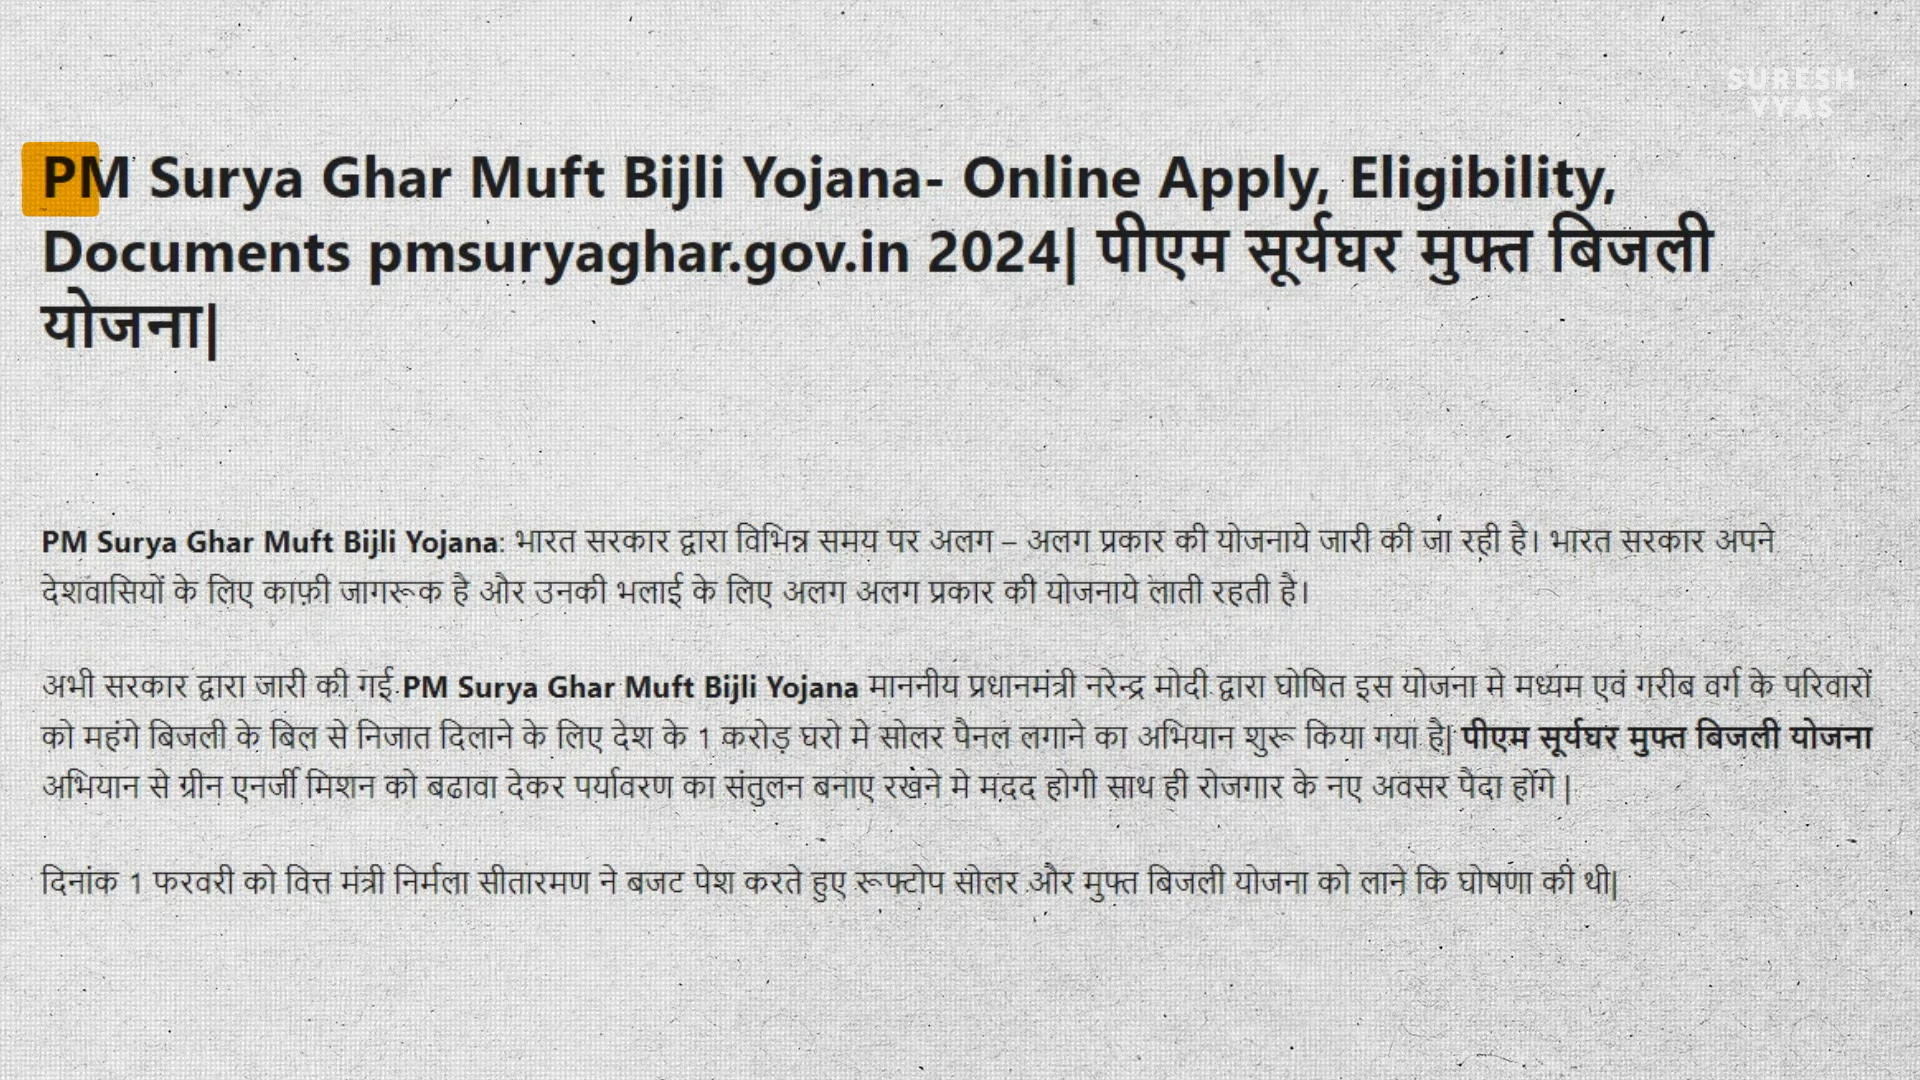 SURESH
VYAS
PM Surya Ghar Muft Bijli Yojana- Online Apply, Eligibility,
Documents pmsuryaghar.gov.in 2024| पीएम सूर्यघर मुफ्त बिजली
योजना|
PM Surya Ghar Muft Bijli Yojana: भारत सरकार द्वारा विभिन्न समय पर अलग – अलग प्रकार की योजनाये जारी की जा रही है। भारत सरकार अपने
देशवासियों के लिए काफ़ी जागरूक है और उनकी भलाई के लिए अलग अलग प्रकार की योजनाये लाती रहती है।
अभी सरकार द्वारा जारी की गई PM Surya Ghar Muft Bijli Yojana माननीय प्रधानमंत्री नरेन्द्र मोदी द्वारा घोषित इस योजना मे मध्यम एवं गरीब वर्ग के परिवारों
को महंगे बिजली के बिल से निजात दिलाने के लिए देश के 1 करोड़ घरो मे सोलर पैनल लगाने का अभियान शुरू किया गया है| पीएम सूर्यघर मुफ्त बिजली योजना
अभियान से ग्रीन एनर्जी मिशन को बढावा देकर पर्यावरण का संतुलन बनाए रखने मे मदद होगी साथ ही रोजगार के नए अवसर पैदा होंगे |
दिनांक 1 फरवरी को वित्त मंत्री निर्मला सीतारमण ने बजट पेश करते हुए रूफ्टोप सोलर और मुफ्त बिजली योजना को लाने कि घोषणा की थी|